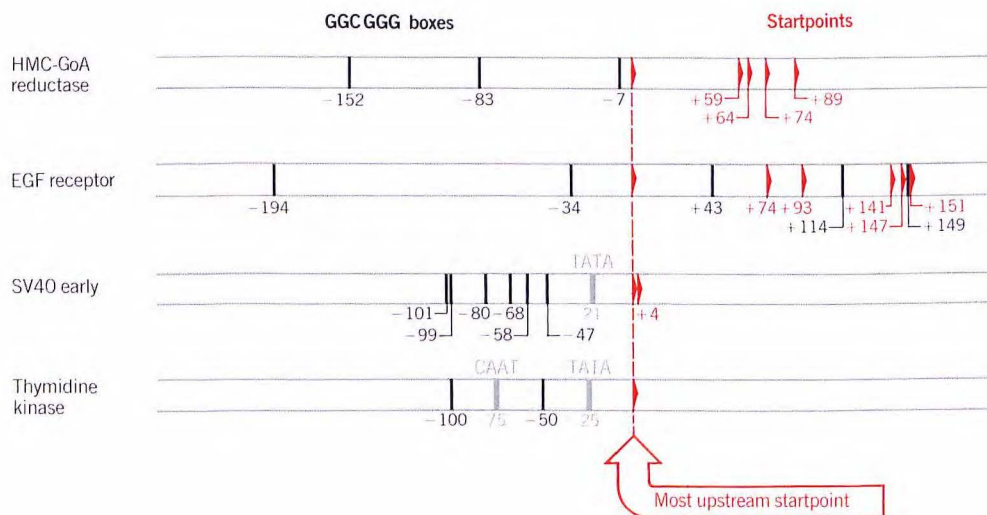 GGCGGG boxes
Startpoints
HMC-GoA
reductase
-152
-83
-7
+59
+89
+64
+74
EGF receptor
-194
-34
+43
+74
+93
+141
+151
+114
+147
+149
TATA
SV40 early
-101
-80
-68
21
+4
-99
-58
-47
CAAT
TATA
Thymidine
kinase
-100
75
-50
25
Most upstream startpoint